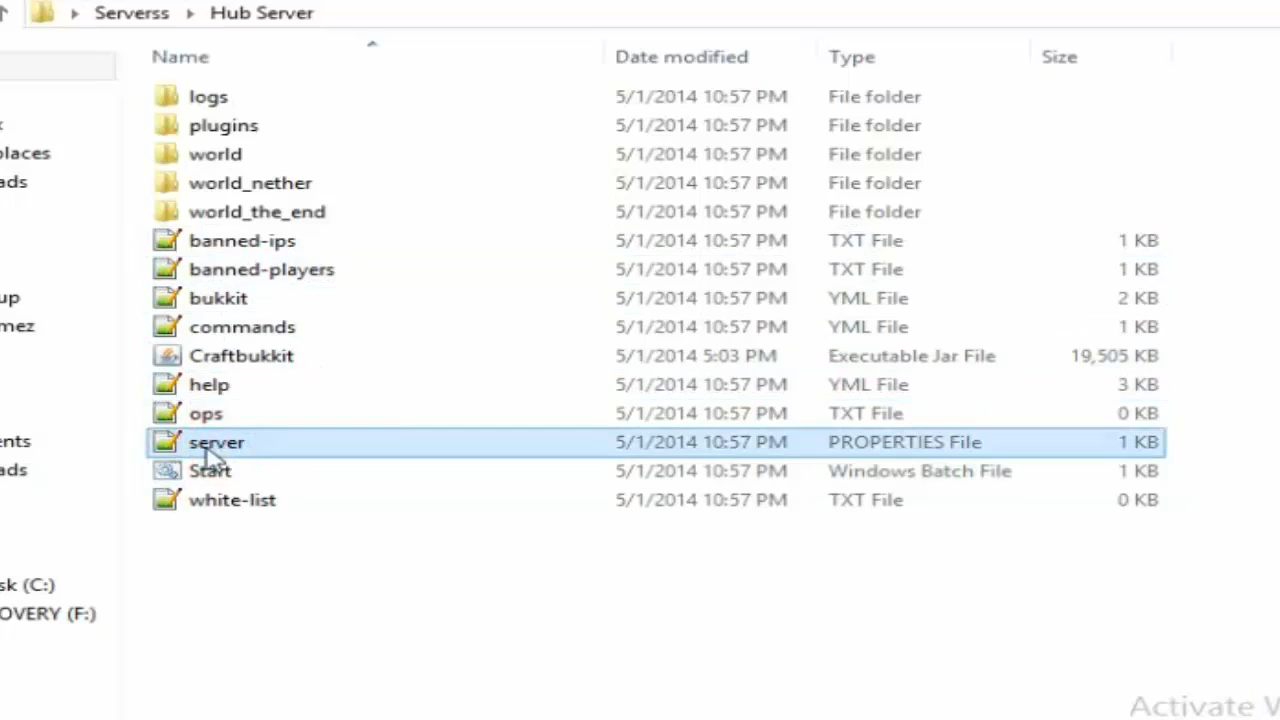 Serverss Hub Server
Name Date modified Type Size
logs 5/1/2014 10:57 PM File folder
plugins 5/1/2014 10:57 PM File folder
laces world 5/1/2014 10:57 PM File folder
ads world_nether 5/1/2014 10:57 PM File folder
world_the_end 5/1/2014 10:57 PM File folder
banned-ips 5/1/2014 10:57 PM TXT File 1 KB
banned-players 5/1/2014 10:57 PM TXT File 1 KB
up bukkit 5/1/2014 10:57 PM YML File 2 KB
mez commands 5/1/2014 10:57 PM YML File 1 KB
Craftbukkit 5/1/2014 5:03 PM Executable Jar File 19,505 KB
help 5/1/2014 10:57 PM YML File 3 KB
ops 5/1/2014 10:57 PM TXT File 0 KB
ents server 5/1/2014 10:57 PM PROPERTIES File 1 KB
ads Start 5/1/2014 10:57 PM Windows Batch File 1 KB
white-list 5/1/2014 10:57 PM TXT File 0 KB
sk (C:)
OVERY (F:)
Activate W